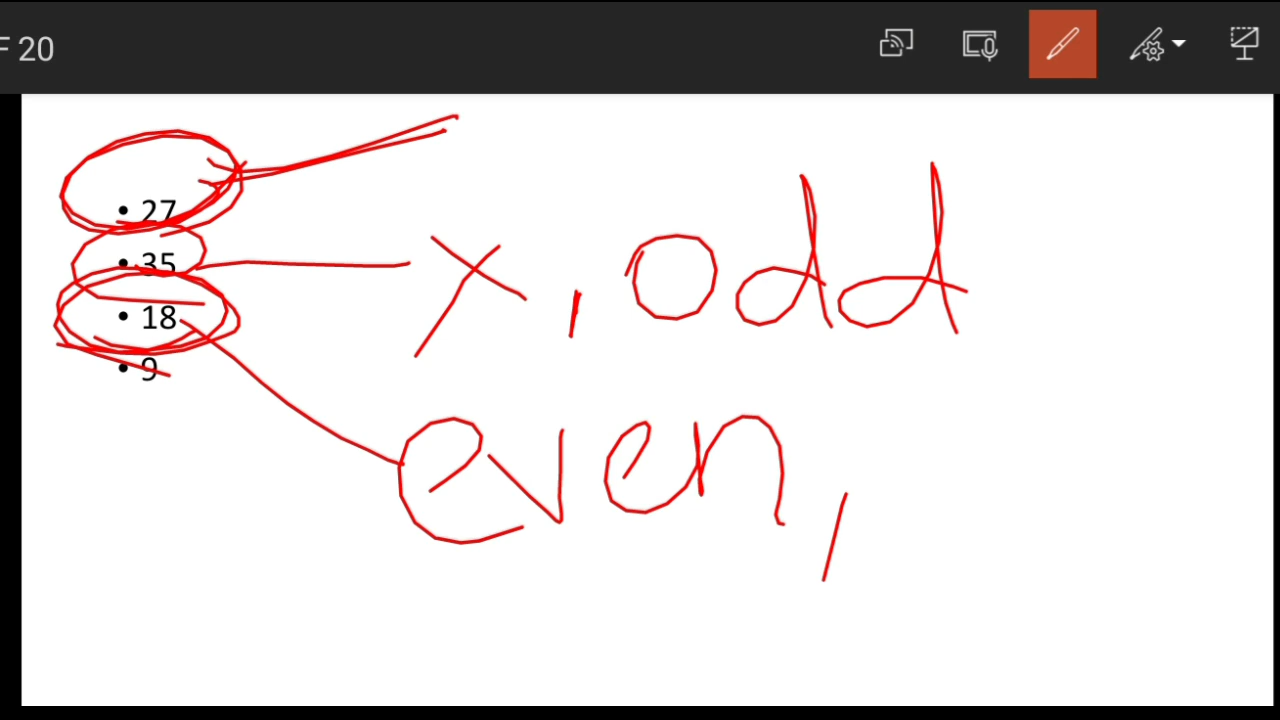 F 20
• 27
• 35
• 18
• 9
x, odd
even,